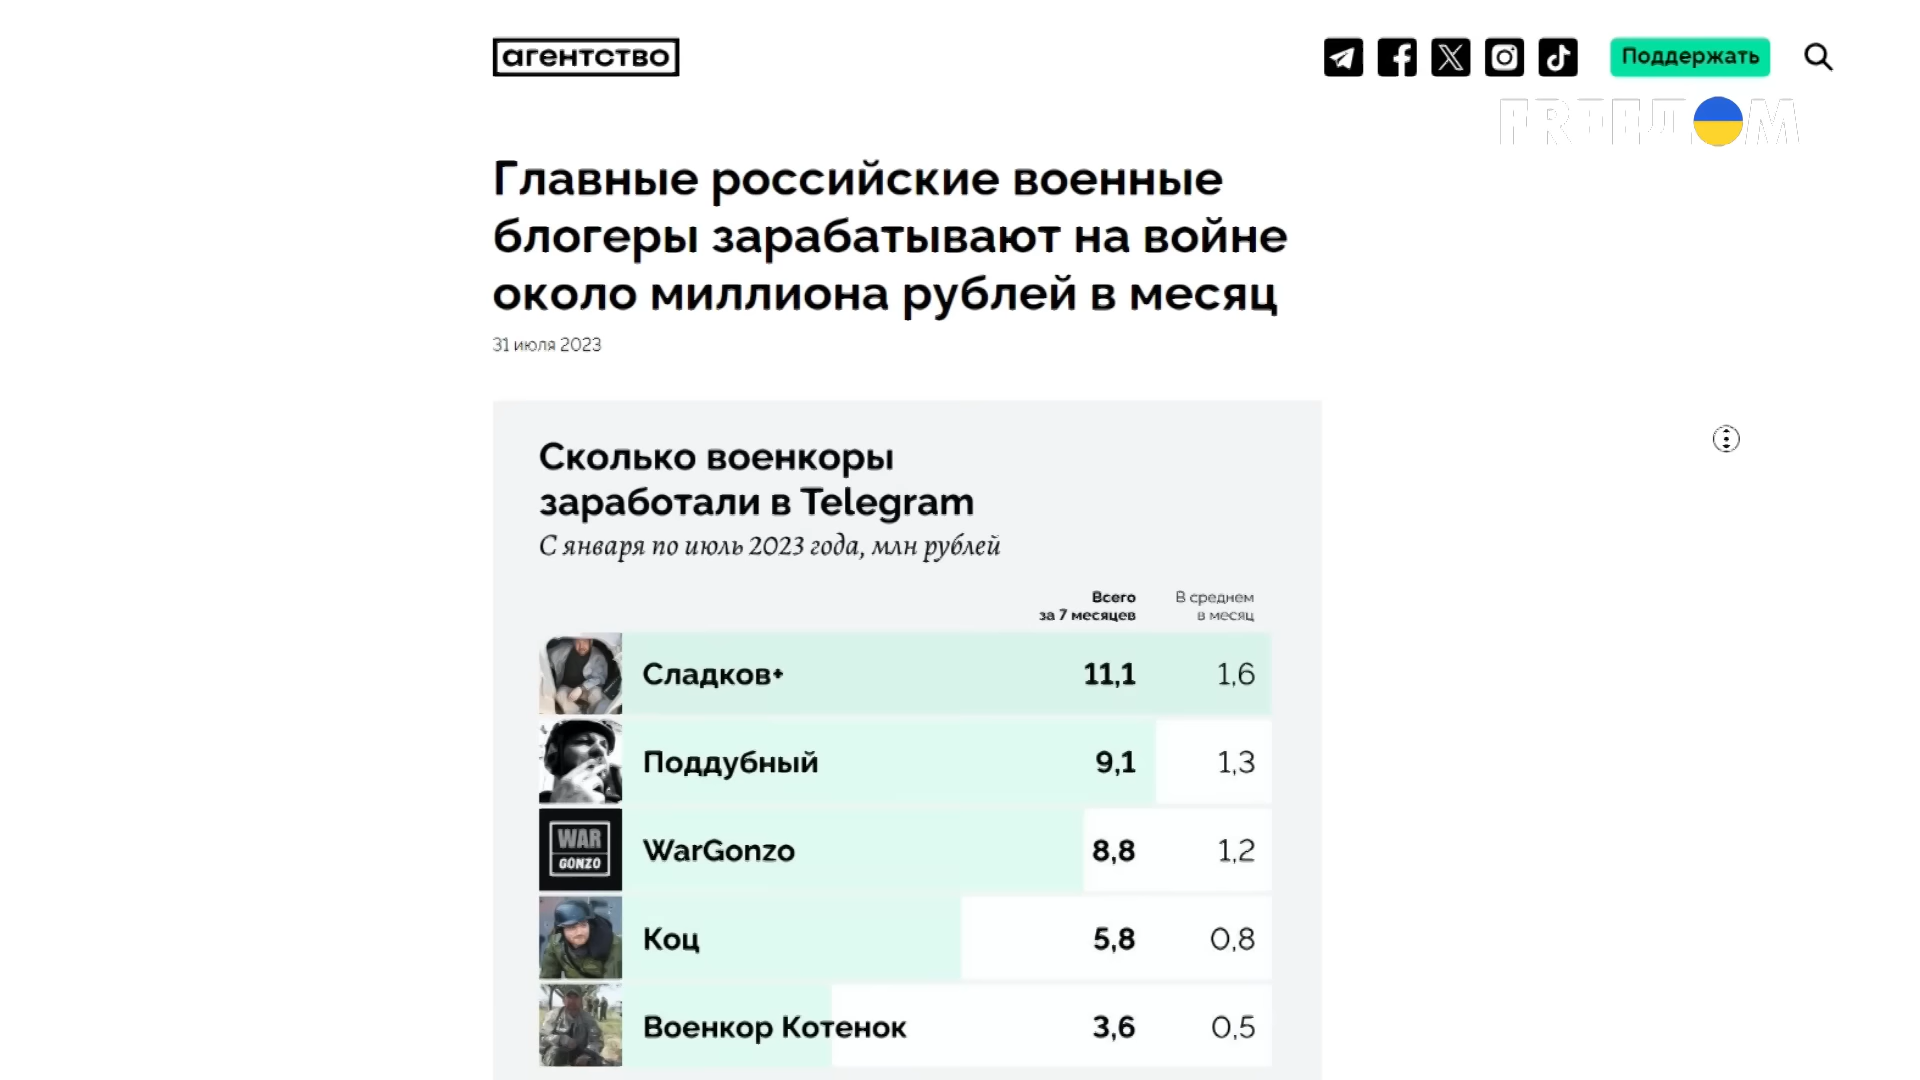 агентство
Поддержать
FREEДОМ
Главные российские военные
блогеры зарабатывают на войне
около миллиона рублей в месяц
31 июля 2023
Сколько военкоры
заработали в Telegram
С января по июль 2023 года, млн рублей
Всего
за 7 месяцев
В среднем
в месяц
Сладков+ 11,1 1,6
Поддубный 9,1 1,3
WAR
GONZO
WarGonzo 8,8 1,2
Коц 5,8 0,8
Военкор Котенок 3,6 0,5